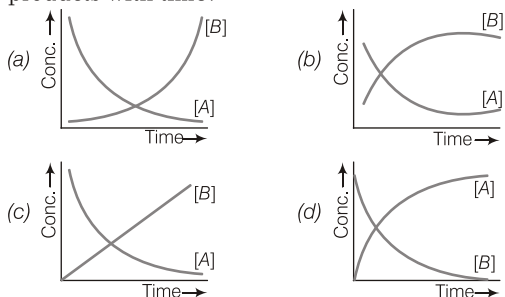 products with time?
(a) Conc. [B] [A] Time
(b) Conc. [B] [A] Time
(c) Conc. [B] [A] Time
(d) Conc. [A] [B] Time